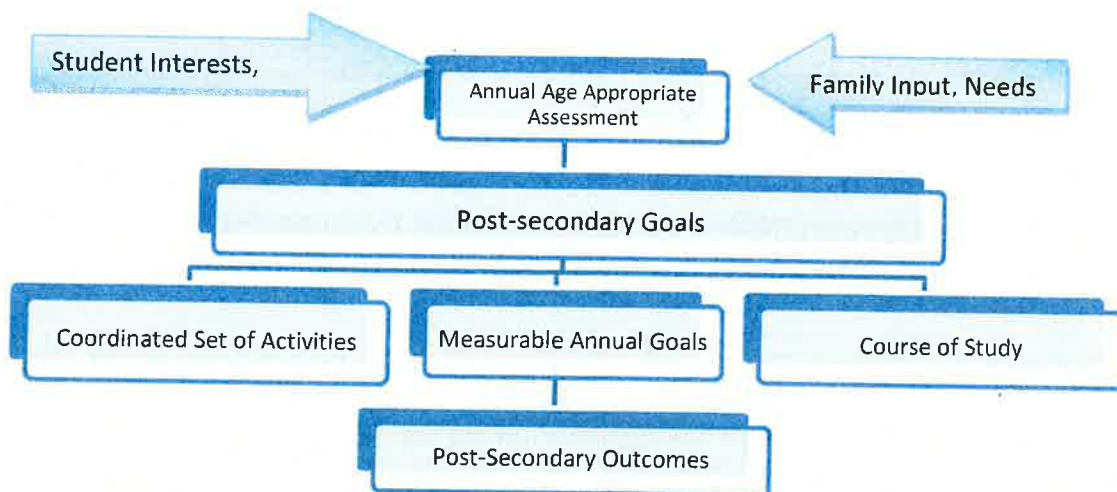 Student Interests,
Annual Age Appropriate
Assessment
Family Input, Needs
Post-secondary Goals
Coordinated Set of Activities
Measurable Annual Goals
Course of Study
Post-Secondary Outcomes